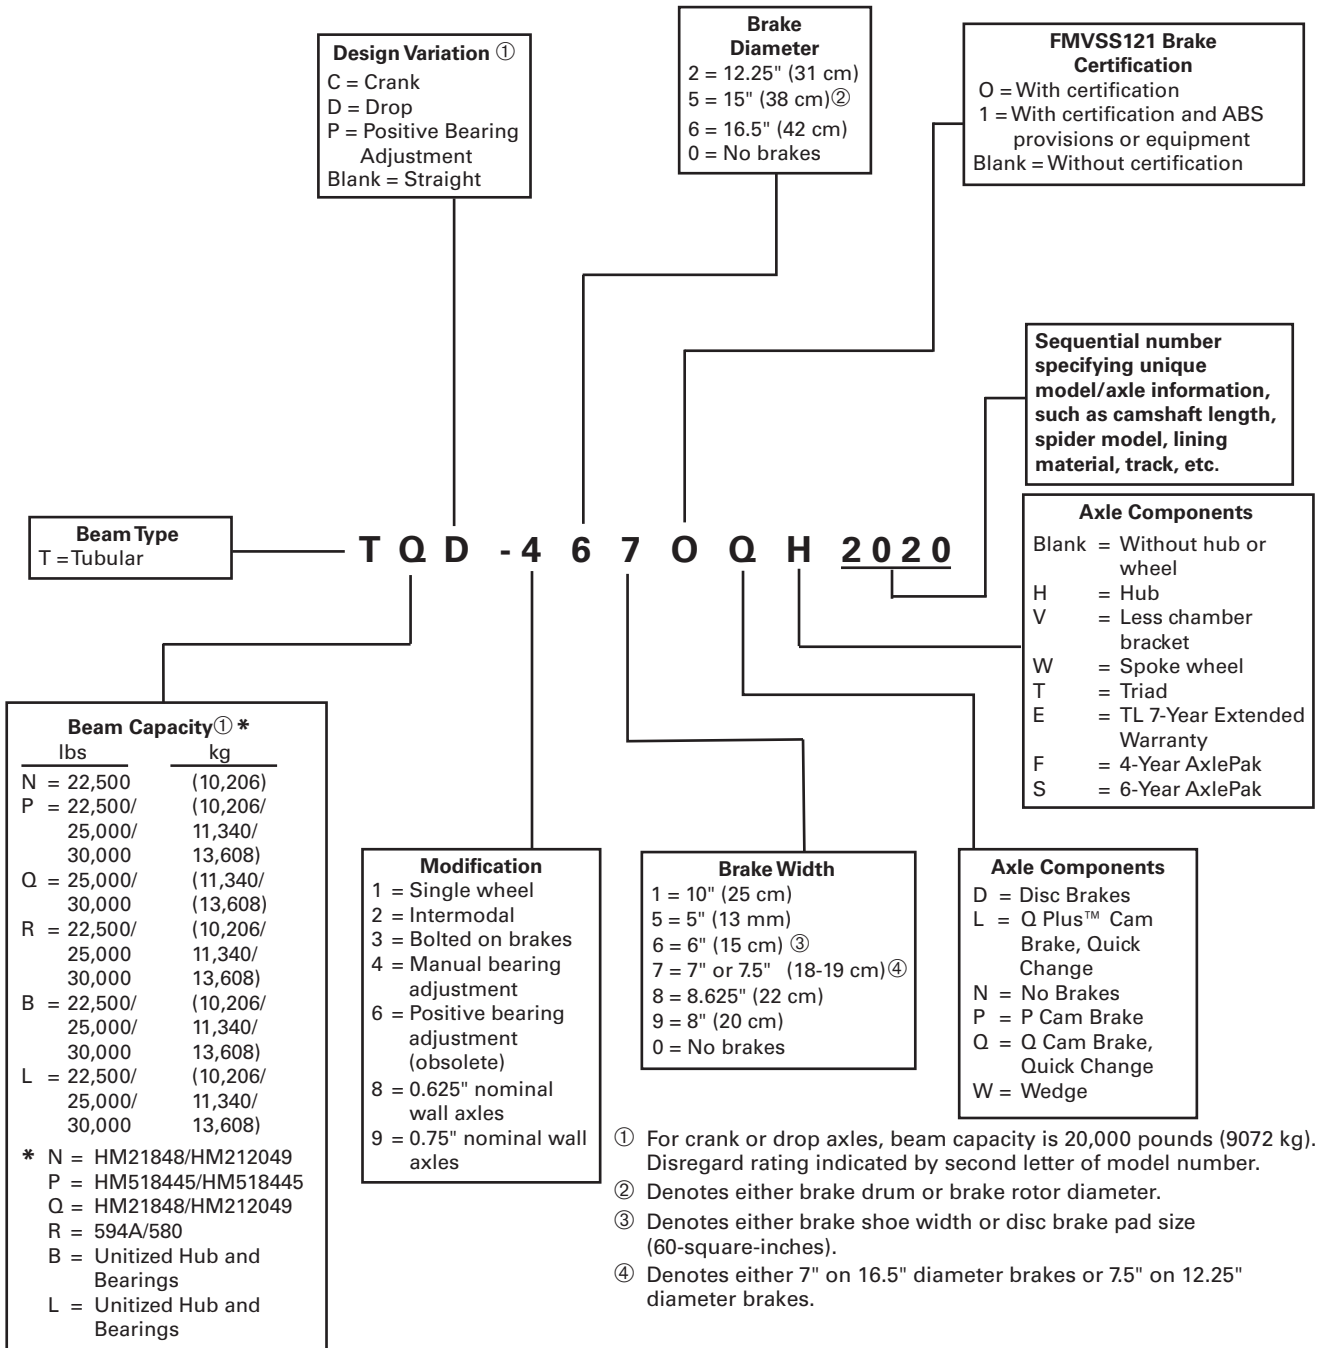 Design Variation ①
C = Crank
D = Drop
P = Positive Bearing
Adjustment
Blank = Straight
Brake
Diameter
2 = 12.25" (31 cm)
5 = 15" (38 cm)②
6 = 16.5" (42 cm)
0 = No brakes
FMVSS121 Brake
Certification
O = With certification
1 = With certification and ABS
provisions or equipment
Blank = Without certification
Sequential number
specifying unique
model/axle information,
such as camshaft length,
spider model, lining
material, track, etc.
Beam Type
T = Tubular
T Q D - 4 6 7 O Q H 2 0 2 0
Axle Components
Blank = Without hub or
wheel
H = Hub
V = Less chamber
bracket
W = Spoke wheel
T = Triad
E = TL 7-Year Extended
Warranty
F = 4-Year AxlePak
S = 6-Year AxlePak
Beam Capacity① *
lbs kg
N = 22,500 (10,206)
P = 22,500/ (10,206/
25,000/ 11,340/
30,000 13,608)
Q = 25,000/ (11,340/
30,000 (13,608)
R = 22,500/ (10,206/
25,000 11,340/
30,000 13,608)
B = 22,500/ (10,206/
25,000/ 11,340/
30,000 13,608)
L = 22,500/ (10,206/
25,000/ 11,340/
30,000 13,608)
* N = HM21848/HM212049
P = HM518445/HM518445
Q = HM21848/HM212049
R = 594A/580
B = Unitized Hub and
Bearings
L = Unitized Hub and
Bearings
Modification
1 = Single wheel
2 = Intermodal
3 = Bolted on brakes
4 = Manual bearing
adjustment
6 = Positive bearing
adjustment
(obsolete)
8 = 0.625" nominal
wall axles
9 = 0.75" nominal wall
axles
Brake Width
1 = 10" (25 cm)
5 = 5" (13 mm)
6 = 6" (15 cm) ③
7 = 7" or 7.5" (18-19 cm)④
8 = 8.625" (22 cm)
9 = 8" (20 cm)
0 = No brakes
Axle Components
D = Disc Brakes
L = Q Plus™ Cam
Brake, Quick
Change
N = No Brakes
P = P Cam Brake
Q = Q Cam Brake,
Quick Change
W = Wedge
① For crank or drop axles, beam capacity is 20,000 pounds (9072 kg).
Disregard rating indicated by second letter of model number.
② Denotes either brake drum or brake rotor diameter.
③ Denotes either brake shoe width or disc brake pad size
(60-square-inches).
④ Denotes either 7" on 16.5" diameter brakes or 7.5" on 12.25"
diameter brakes.